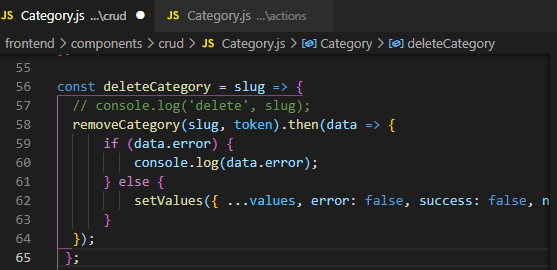 JS Category.js ...\crud ● JS Category.js ...\actions
frontend > components > crud > JS Category.js > Category > deleteCategory
55
56 const deleteCategory = slug => {
57 // console.log('delete', slug);
58 removeCategory(slug, token).then(data => {
59 if (data.error) {
60 console.log(data.error);
61 } else {
62 setValues({ ...values, error: false, success: false, n
63 }
64 });
65 };